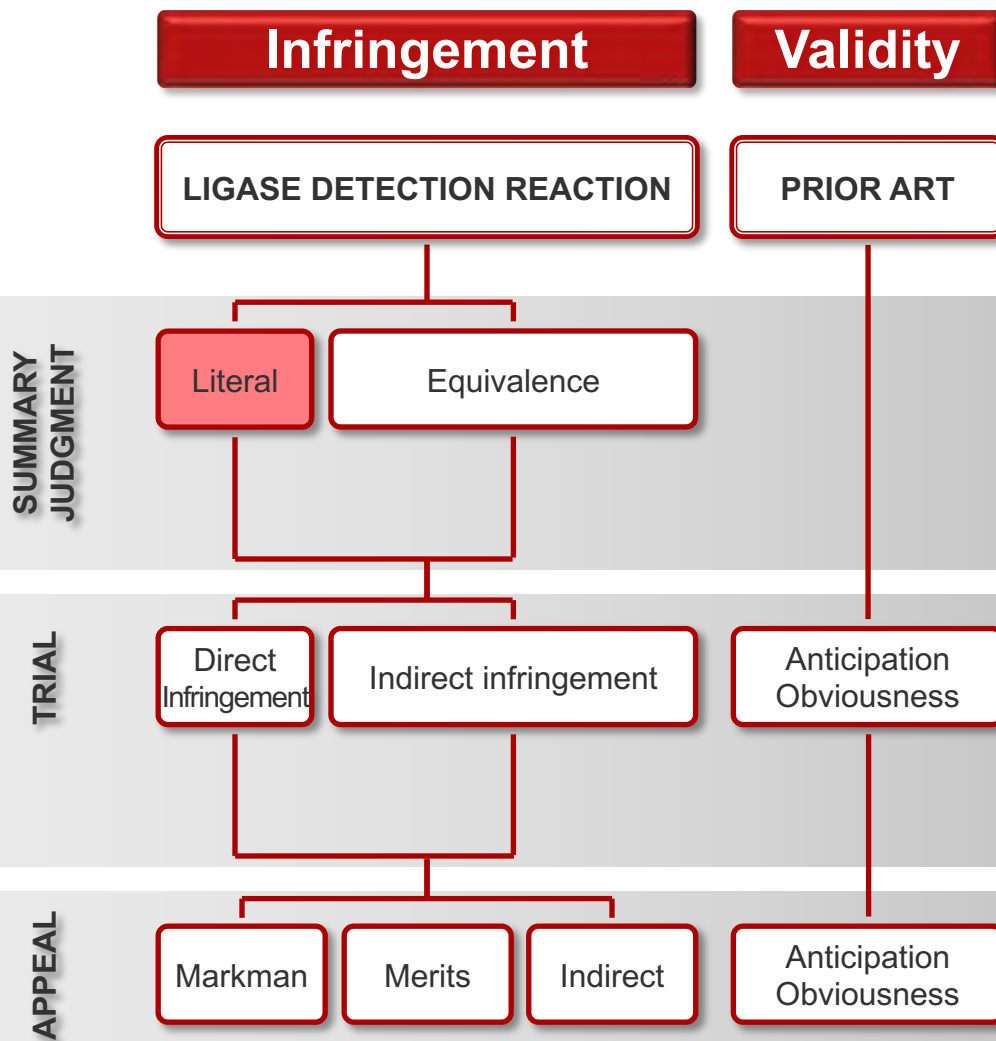 Infringement
Validity
LIGASE DETECTION REACTION
PRIOR ART
SUMMARY
JUDGMENT
Literal
Equivalence
TRIAL
Direct
Infringement
Indirect infringement
Anticipation
Obviousness
APPEAL
Markman
Merits
Indirect
Anticipation
Obviousness